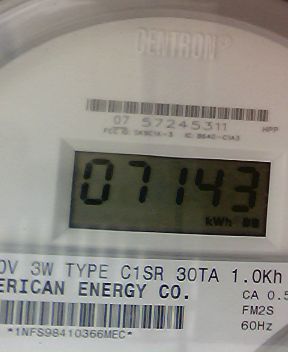 CENTRON®
07 57245311 HPP
07143
kWh
0V 3W TYPE C1SR 30TA 1.0Kh
ERICAN ENERGY CO. CA 0.5
FM2S
*1NFS98410366MEC* 60Hz